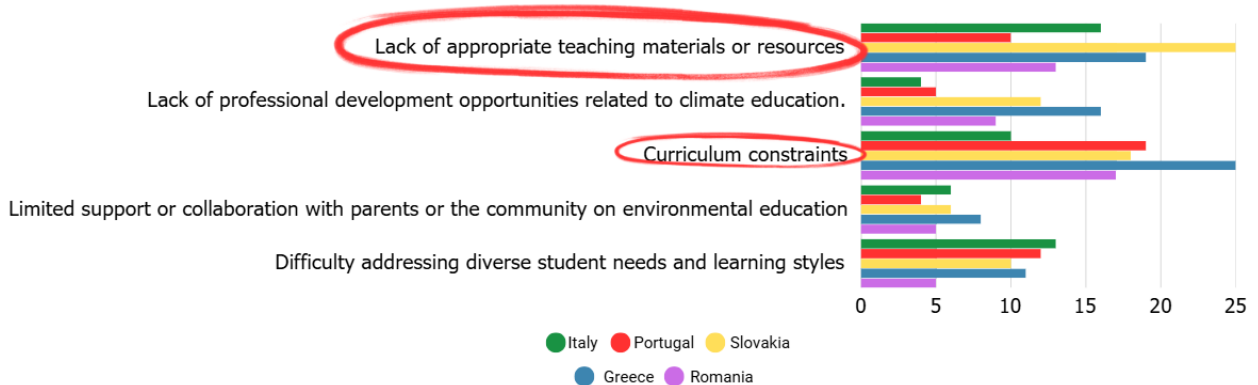 Lack of appropriate teaching materials or resources
Lack of professional development opportunities related to climate education.
Curriculum constraints
Limited support or collaboration with parents or the community on environmental education
Difficulty addressing diverse student needs and learning styles
0 5 10 15 20 25
Italy Portugal Slovakia
Greece Romania